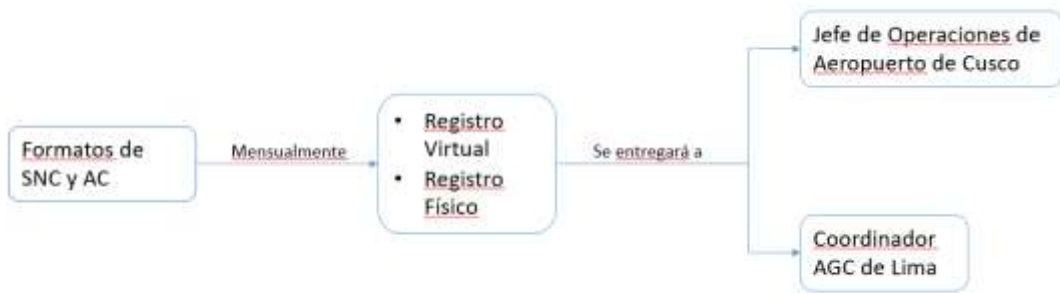 Formatos de
SNC y AC
Mensualmente
• Registro
Virtual
• Registro
Físico
Se entregará a
Jefe de Operaciones de
Aeropuerto de Cusco
Coordinador
AGC de Lima